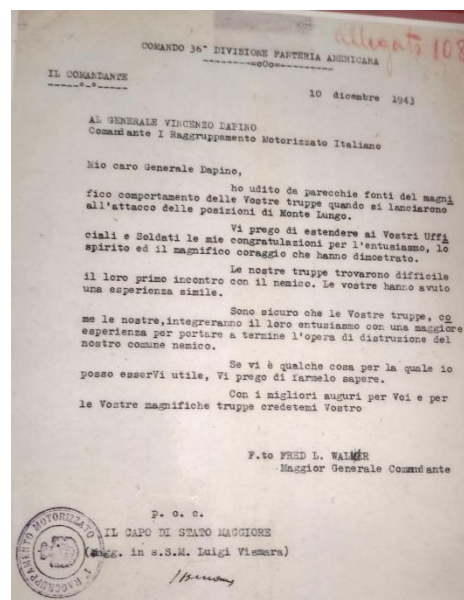 allegato 108
COMANDO 36^ DIVISIONE FANTERIA AMERICANA
--------=oOo=---------
IL COMANDANTE
-----°-°-----
10 dicembre 1943
AL GENERALE VINCENZO DAPINO
Comandante I Raggruppamento Motorizzato Italiano
Mio caro Generale Dapino,
ho udito da parecchie fonti del magni
fico comportamento delle Vostre truppe quando si lanciarono
all'attacco delle posizioni di Monte Lungo.
Vi prego di estendere ai Vostri Uffi
ciali e Soldati le mie congratulazioni per l'entusiasmo, lo
spirito ed il magnifico coraggio che hanno dimostrato.
Le nostre truppe trovarono difficile
il loro primo incontro con il nemico. Le vostre hanno avuto
una esperienza simile.
Sono sicuro che le Vostre truppe, co
me le nostre,integreranno il loro entusiasmo con una maggiore
esperienza per portare a termine l'opera di distruzione del
nostro comune nemico.
Se vi è qualche cosa per la quale io
posso esserVi utile, Vi prego di farmelo sapere.
Con i migliori auguri per Voi e per
le Vostre magnifiche truppe credetemi Vostro
F.to FRED L. WALKER
Maggior Generale Comandante
p. c. c.
IL CAPO DI STATO MAGGIORE
(Magg. in s.S.M. Luigi Vismara)
1° RAGGRUPPAMENTO MOTORIZZATO